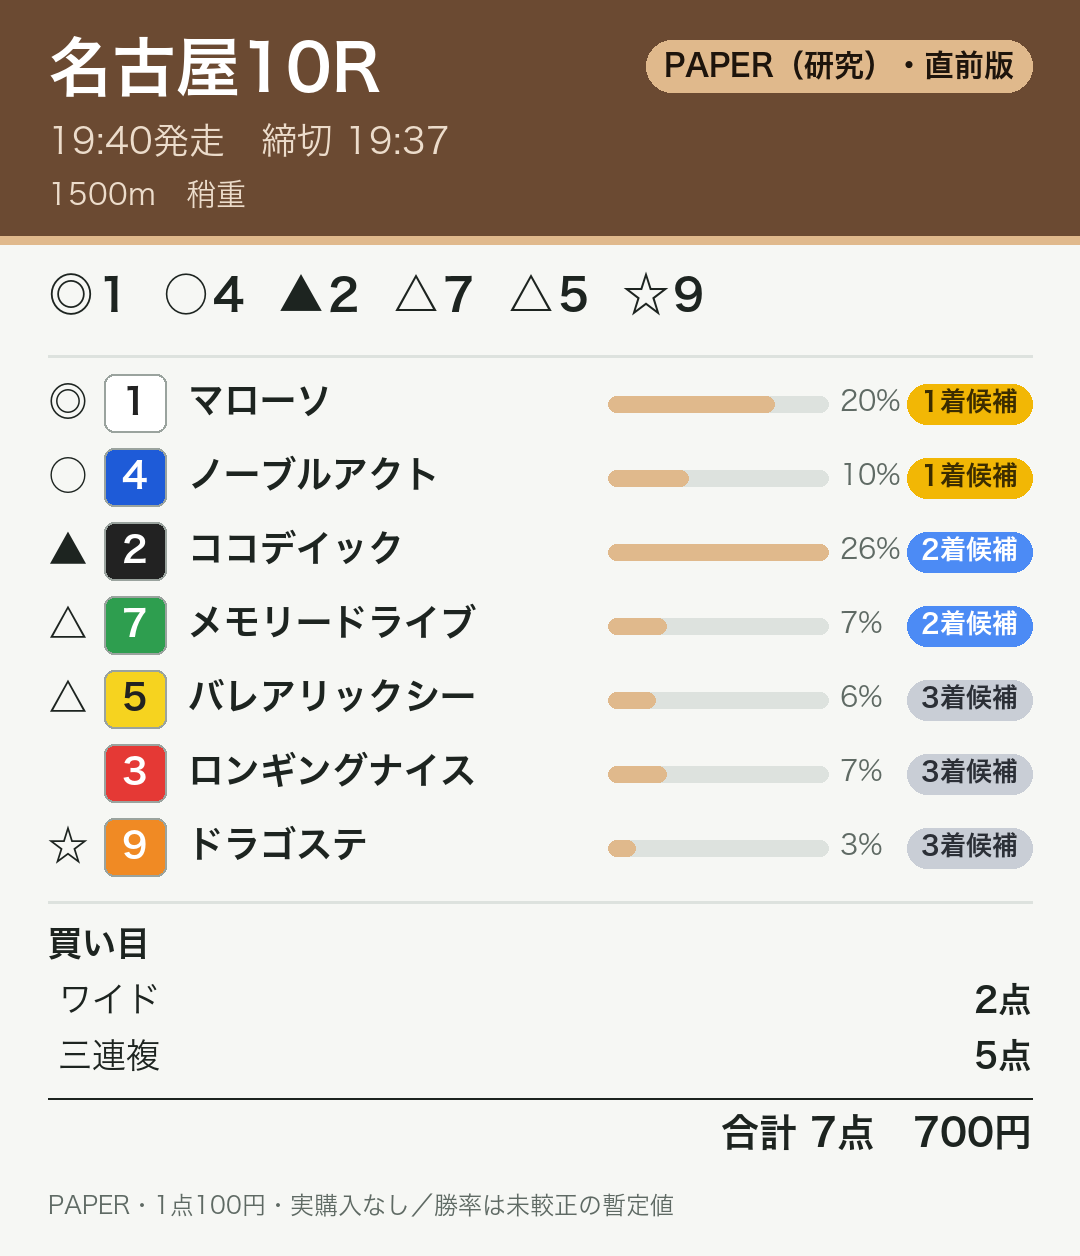 名古屋10R
PAPER（研究）・直前版
19:40発走　締切 19:37
1500m　稍重
◎1 ○4 ▲2 △7 △5 ☆9
◎ 1 マローソ 20% 1着候補
○ 4 ノーブルアクト 10% 1着候補
▲ 2 ココデイック 26% 2着候補
△ 7 メモリードライブ 7% 2着候補
△ 5 バレアリックシー 6% 3着候補
3 ロンギングナイス 7% 3着候補
☆ 9 ドラゴステ 3% 3着候補
買い目
ワイド 2点
三連複 5点
合計 7点　700円
PAPER・1点100円・実購入なし／勝率は未較正の暫定値